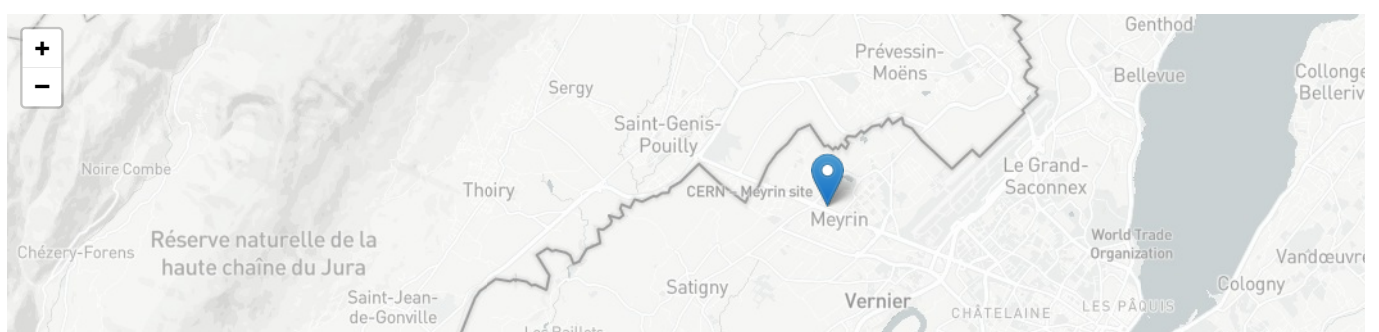 +
−
Genthod
Prévessin-
Moëns
Bellevue
Collonge
Belleriv
Sergy
Saint-Genis-
Pouilly
Noire Combe
Thoiry
CERN - Meyrin site
Le Grand-
Saconnex
Meyrin
Réserve naturelle de la
haute chaîne du Jura
Chézery-Forens
World Trade
Organization
Vandœuvre
Saint-Jean-
de-Gonville
Satigny
Vernier
CHÂTELAINE
LES PÂQUIS
Cologny